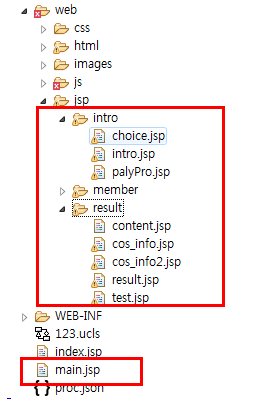 web
css
html
images
js
jsp
intro
choice.jsp
intro.jsp
palyPro.jsp
member
result
content.jsp
cos_info.jsp
cos_info2.jsp
result.jsp
test.jsp
WEB-INF
123.ucls
index.jsp
main.jsp
proc.json